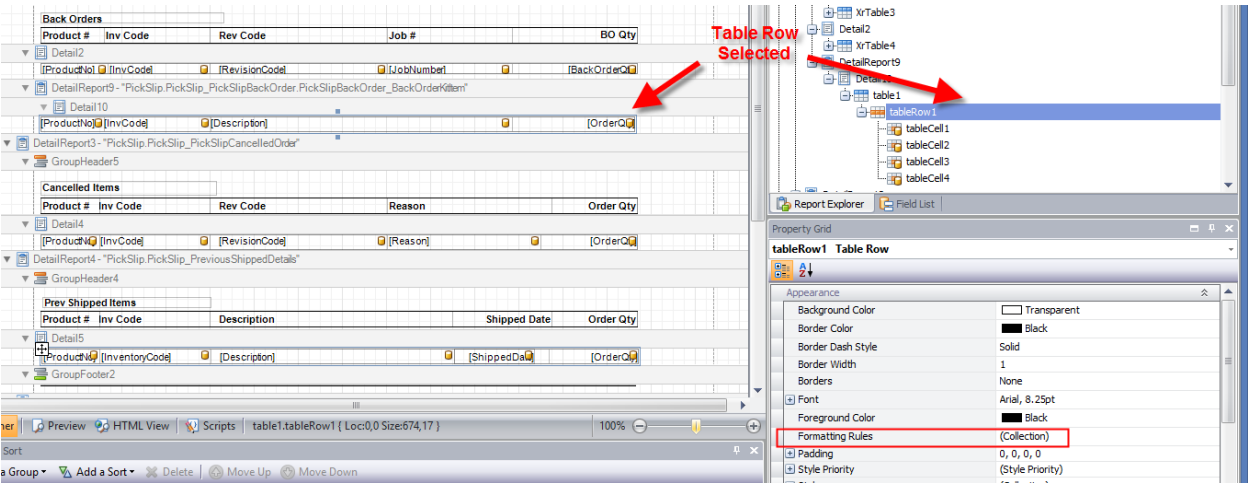 Back Orders
Product # Inv Code Rev Code Job # BO Qty
Detail2
[ProductNo] [InvCode] [RevisionCode] [JobNumber] [BackOrderQt
DetailReport9 - "PickSlip.PickSlip_PickSlipBackOrder.PickSlipBackOrder_BackOrderKitItem"
Detail10
[ProductNo] [InvCode] [Description] [OrderQt
DetailReport3 - "PickSlip.PickSlip_PickSlipCancelledOrder"
GroupHeader5
Cancelled Items
Product # Inv Code Rev Code Reason Order Qty
Detail4
[ProductNo [InvCode] [RevisionCode] [Reason] [OrderQt
DetailReport4 - "PickSlip.PickSlip_PreviousShippedDetails"
GroupHeader4
Prev Shipped Items
Product # Inv Code Description Shipped Date Order Qty
Detail5
[ProductNo [InventoryCode] [Description] [ShippedDat [OrderQt
GroupFooter2
ner Preview HTML View Scripts table1.tableRow1 { Loc:0,0 Size:674,17 } 100%
Sort
a Group Add a Sort Delete Move Up Move Down
Table Row
Selected
XrTable3
Detail2
XrTable4
DetailReport9
table1
tableRow1
tableCell1
tableCell2
tableCell3
tableCell4
Report Explorer Field List
Property Grid
tableRow1 Table Row
Appearance
Background Color Transparent
Border Color Black
Border Dash Style Solid
Border Width 1
Borders None
Font Arial, 8.25pt
Foreground Color Black
Formatting Rules (Collection)
Padding 0, 0, 0, 0
Style Priority (Style Priority)